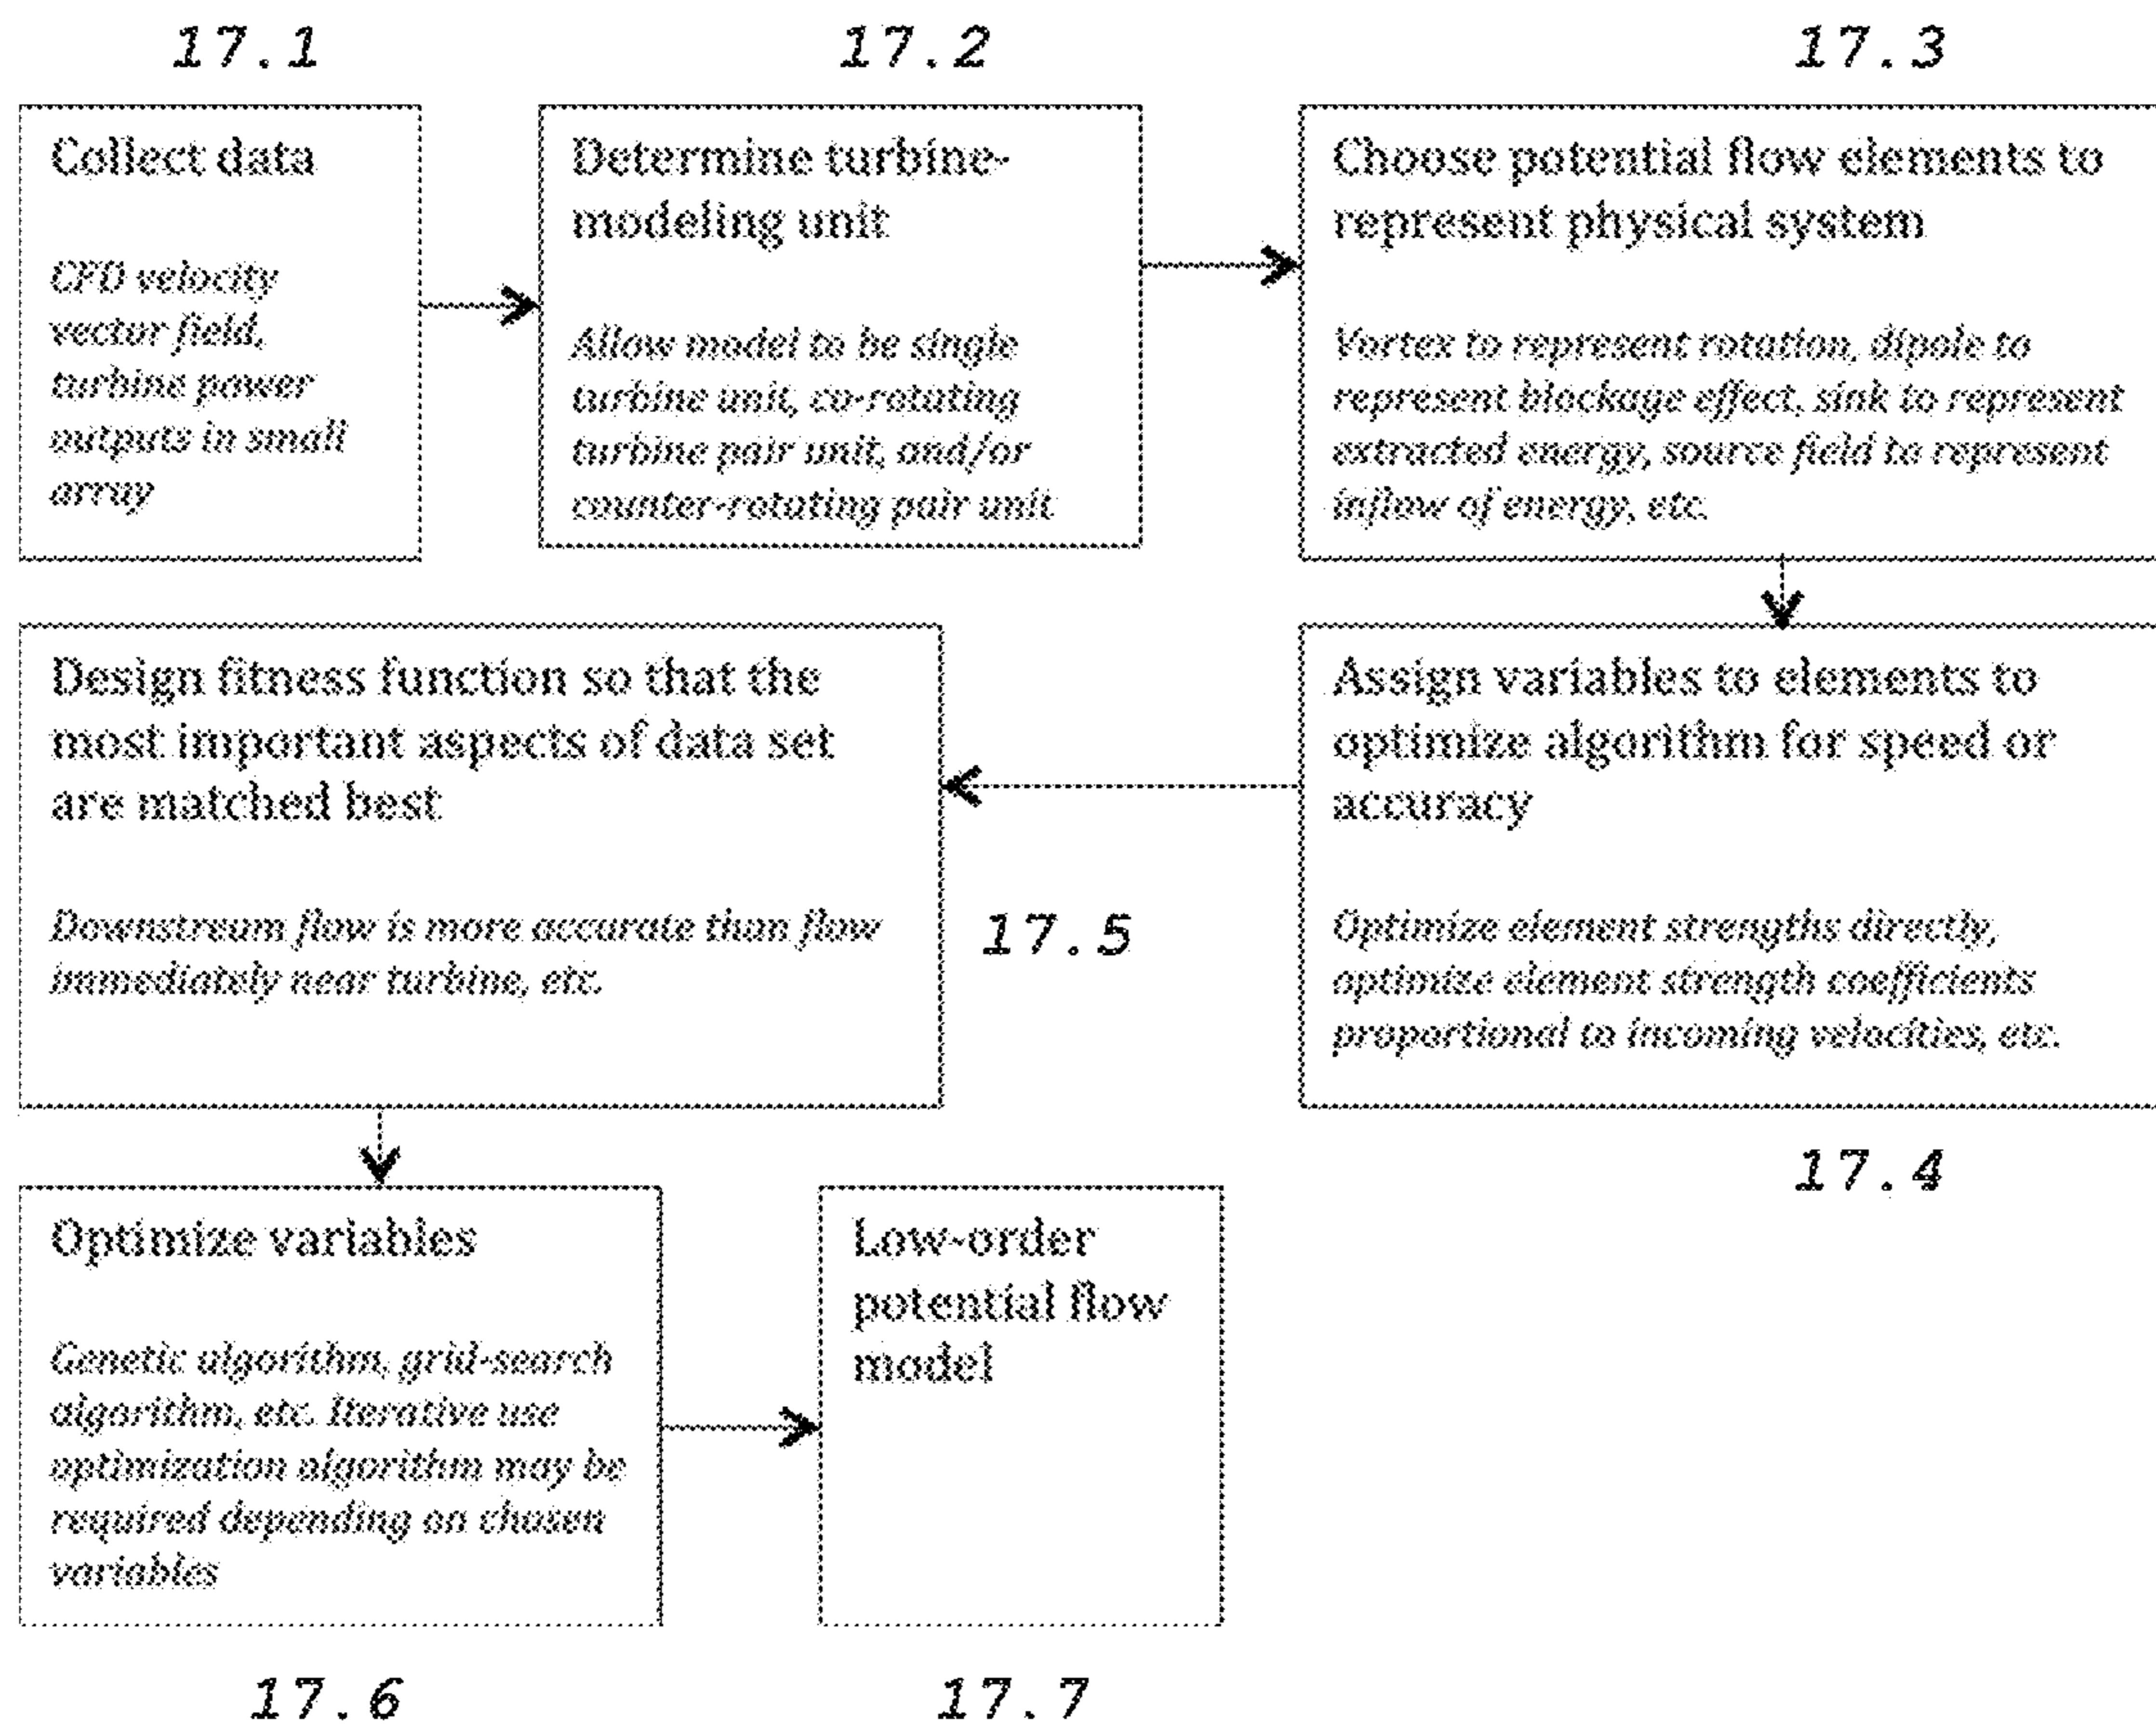 17.1
Collect data
CFD velocity
vector field,
turbine power
outputs in small
array
17.2
Determine turbine-
modeling unit
Allow model to be single
turbine unit, co-rotating
turbine pair unit, and/or
counter-rotating pair unit
17.3
Choose potential flow elements to
represent physical system
Vortex to represent rotation, dipole to
represent blockage effect, sink to represent
extracted energy, source field to represent
inflow of energy, etc.
Assign variables to elements to
optimize algorithm for speed or
accuracy
Optimize element strengths directly,
optimize element strength coefficients
proportional to incoming velocities, etc.
17.4
Design fitness function so that the
most important aspects of data set
are matched best
Downstream flow is more accurate than flow
immediately near turbine, etc.
17.5
Optimize variables
Genetic algorithm, grid-search
algorithm, etc. Iterative use
optimization algorithm may be
required depending on chosen
variables
17.6
Low-order
potential flow
model
17.7